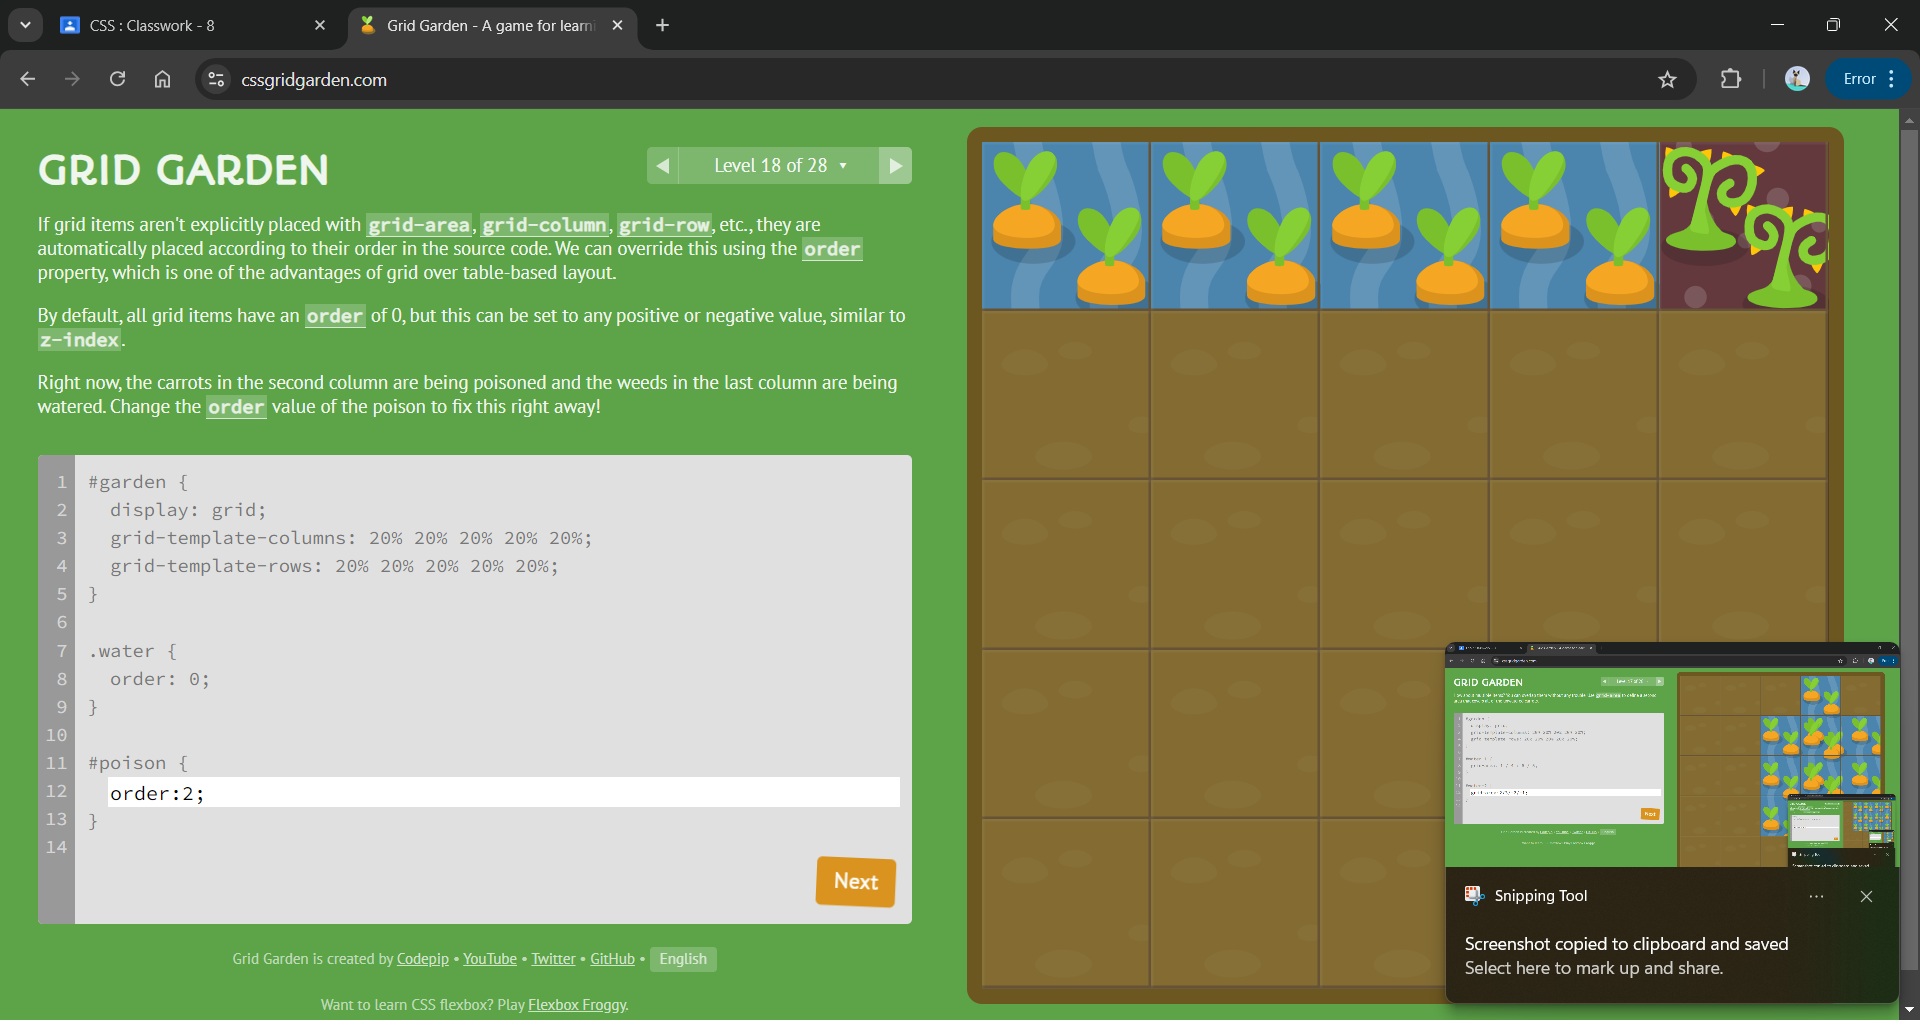 CSS : Classwork - 8
Grid Garden - A game for learni
cssgridgarden.com
Error
GRID GARDEN
Level 18 of 28
If grid items aren't explicitly placed with grid-area, grid-column, grid-row, etc., they are
automatically placed according to their order in the source code. We can override this using the order
property, which is one of the advantages of grid over table-based layout.
By default, all grid items have an order of 0, but this can be set to any positive or negative value, similar to
z-index.
Right now, the carrots in the second column are being poisoned and the weeds in the last column are being
watered. Change the order value of the poison to fix this right away!
1 #garden {
2 display: grid;
3 grid-template-columns: 20% 20% 20% 20% 20%;
4 grid-template-rows: 20% 20% 20% 20% 20%;
5 }
6
7 .water {
8 order: 0;
9 }
10
11 #poison {
12 order:2;
13 }
14
Next
Grid Garden is created by Codepip • YouTube • Twitter • GitHub • English
Want to learn CSS flexbox? Play Flexbox Froggy.
GRID GARDEN
Snipping Tool
Screenshot copied to clipboard and saved
Select here to mark up and share.